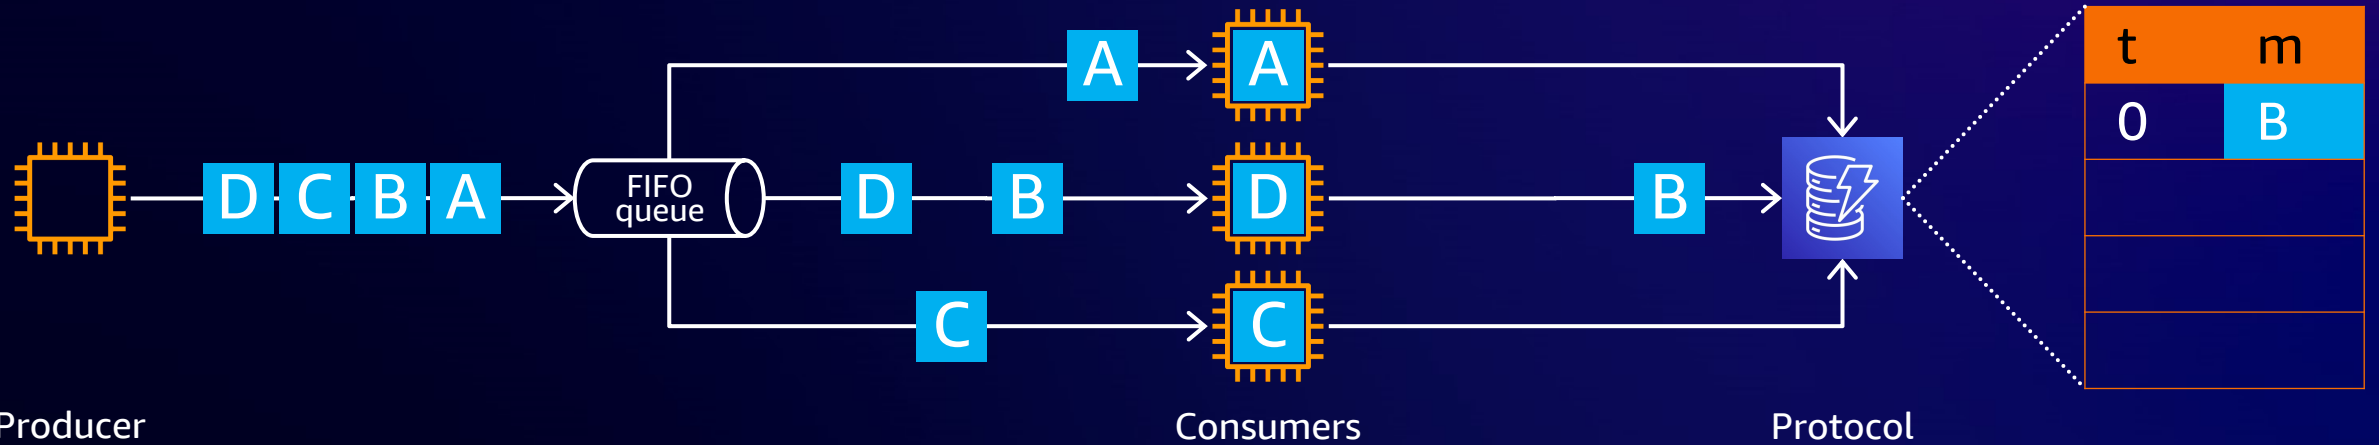 t m
0 B
A A
D C B A
FIFO
queue
D B D B
C C
Producer
Consumers
Protocol